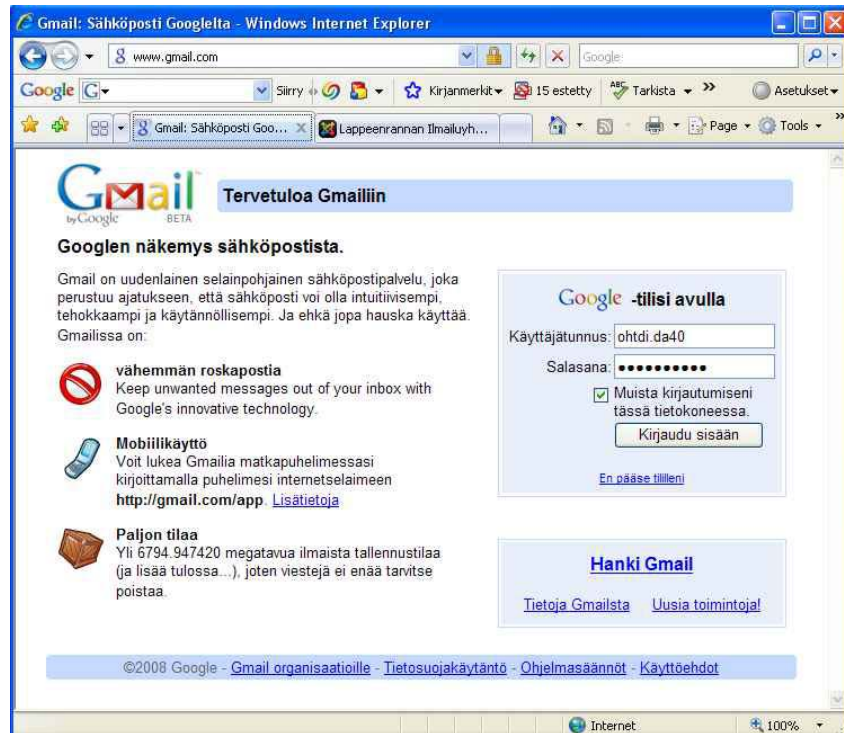 Gmail: Sähköposti Googlelta - Windows Internet Explorer
www.gmail.com
Google
Google G
Siirry
Kirjanmerkit
15 estetty
ABC Tarkista
»
Asetukset
Gmail: Sähköposti Goo...
Lappeenrannan Ilmailuyh...
Page
Tools
»
Gmail
by Google BETA
Tervetuloa Gmailiin
Googlen näkemys sähköpostista.
Gmail on uudenlainen selainpohjainen sähköpostipalvelu, joka
perustuu ajatukseen, että sähköposti voi olla intuitiivisempi,
tehokkaampi ja käytännöllisempi. Ja ehkä jopa hauska käyttää.
Gmailissa on:
vähemmän roskapostia
Keep unwanted messages out of your inbox with
Google's innovative technology.
Mobiilikäyttö
Voit lukea Gmailia matkapuhelimessasi
kirjoittamalla puhelimesi internetselaimeen
http://gmail.com/app. Lisätietoja
Paljon tilaa
Yli 6794.947420 megatavua ilmaista tallennustilaa
(ja lisää tulossa...), joten viestejä ei enää tarvitse
poistaa.
Google -tilisi avulla
Käyttäjätunnus: ohtdi.da40
Salasana: ●●●●●●●●●●
Muista kirjautumiseni
tässä tietokoneessa.
Kirjaudu sisään
En pääse tililleni
Hanki Gmail
Tietoja Gmailsta Uusia toimintoja!
©2008 Google - Gmail organisaatioille - Tietosuojakäytäntö - Ohjelmasäännöt - Käyttöehdot
Internet
100%